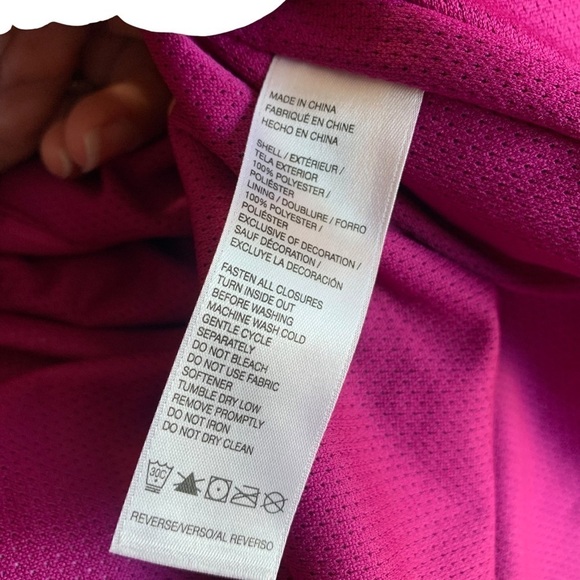 MADE IN CHINA
FABRIQUÉ EN CHINE
HECHO EN CHINA
SHELL / EXTÉRIEUR /
TELA EXTERIOR
100% POLYESTER /
POLIÉSTER
LINING / DOUBLURE / FORRO
100% POLYESTER /
POLIÉSTER
EXCLUSIVE OF DECORATION /
SAUF DÉCORATION /
EXCLUYE LA DECORACIÓN
FASTEN ALL CLOSURES
TURN INSIDE OUT
BEFORE WASHING
MACHINE WASH COLD
GENTLE CYCLE
SEPARATELY
DO NOT BLEACH
DO NOT USE FABRIC
SOFTENER
TUMBLE DRY LOW
REMOVE PROMPTLY
DO NOT IRON
DO NOT DRY CLEAN
30C
REVERSE/VERSO/AL REVERSO